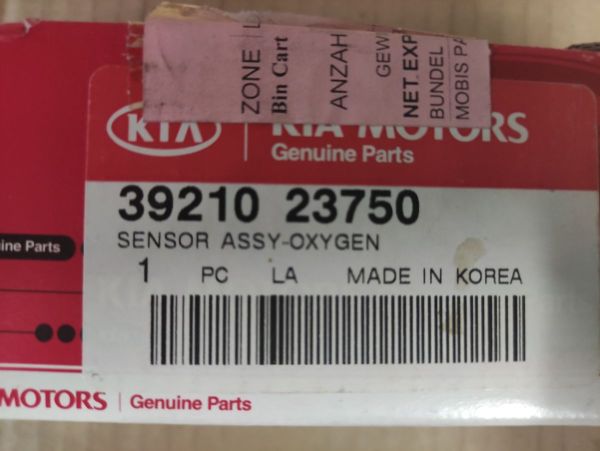 ZONE
Bin Cart
ANZAH
GEWI
NET. EXP
BUNDEL
MOBIS PA
KIA
KIA MOTORS
Genuine Parts
39210 23750
SENSOR ASSY-OXYGEN
1 PC LA MADE IN KOREA
ine Parts
MOTORS | Genuine Parts